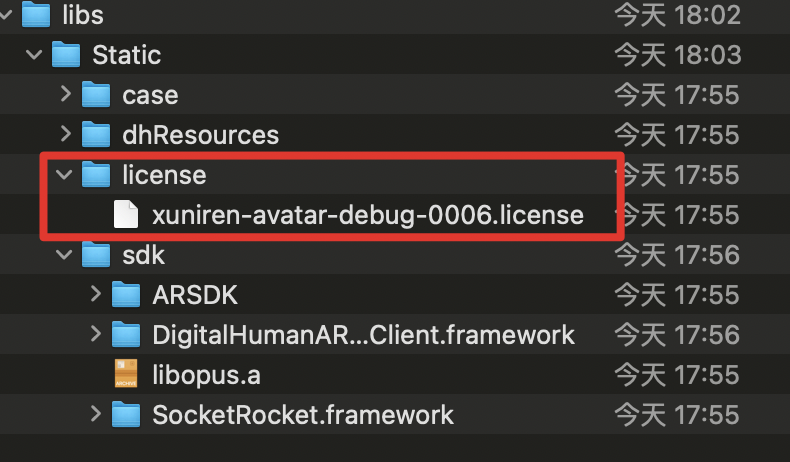 libs 今天 18:02
Static 今天 18:03
case 今天 17:55
dhResources 今天 17:55
license 今天 17:55
xuniren-avatar-debug-0006.license 今天 17:55
sdk 今天 17:56
ARSDK 今天 17:55
DigitalHumanAR...Client.framework 今天 17:56
ARCHIVE libopus.a 今天 17:55
SocketRocket.framework 今天 17:55